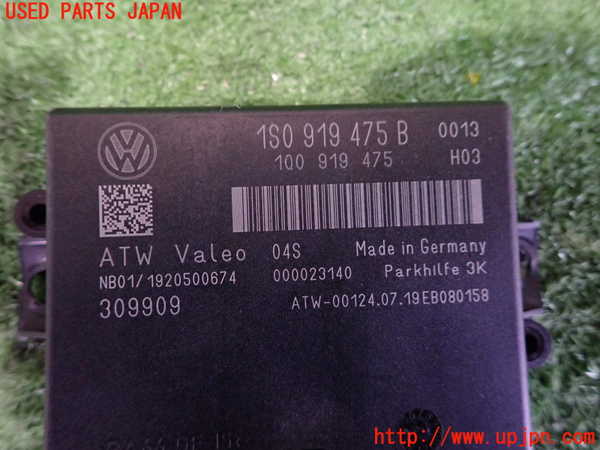 USED PARTS JAPAN
1S0 919 475 B 0013
1Q0 919 475 H03
ATW Valeo 04S Made in Germany
NB01/1920500674 000023140 Parkhilfe 3K
309909 ATW-00124.07.19EB080158
http://www.upjpn.com/